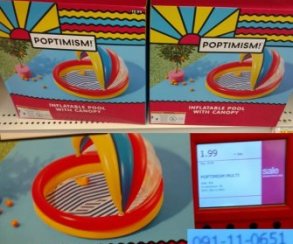 POPTIMISM!
INFLATABLE POOL
WITH CANOPY
POPTIMISM!
INFLATABLE POOL
WITH CANOPY
1.99
sale
POPTIMISM MULTI
091-11-0651